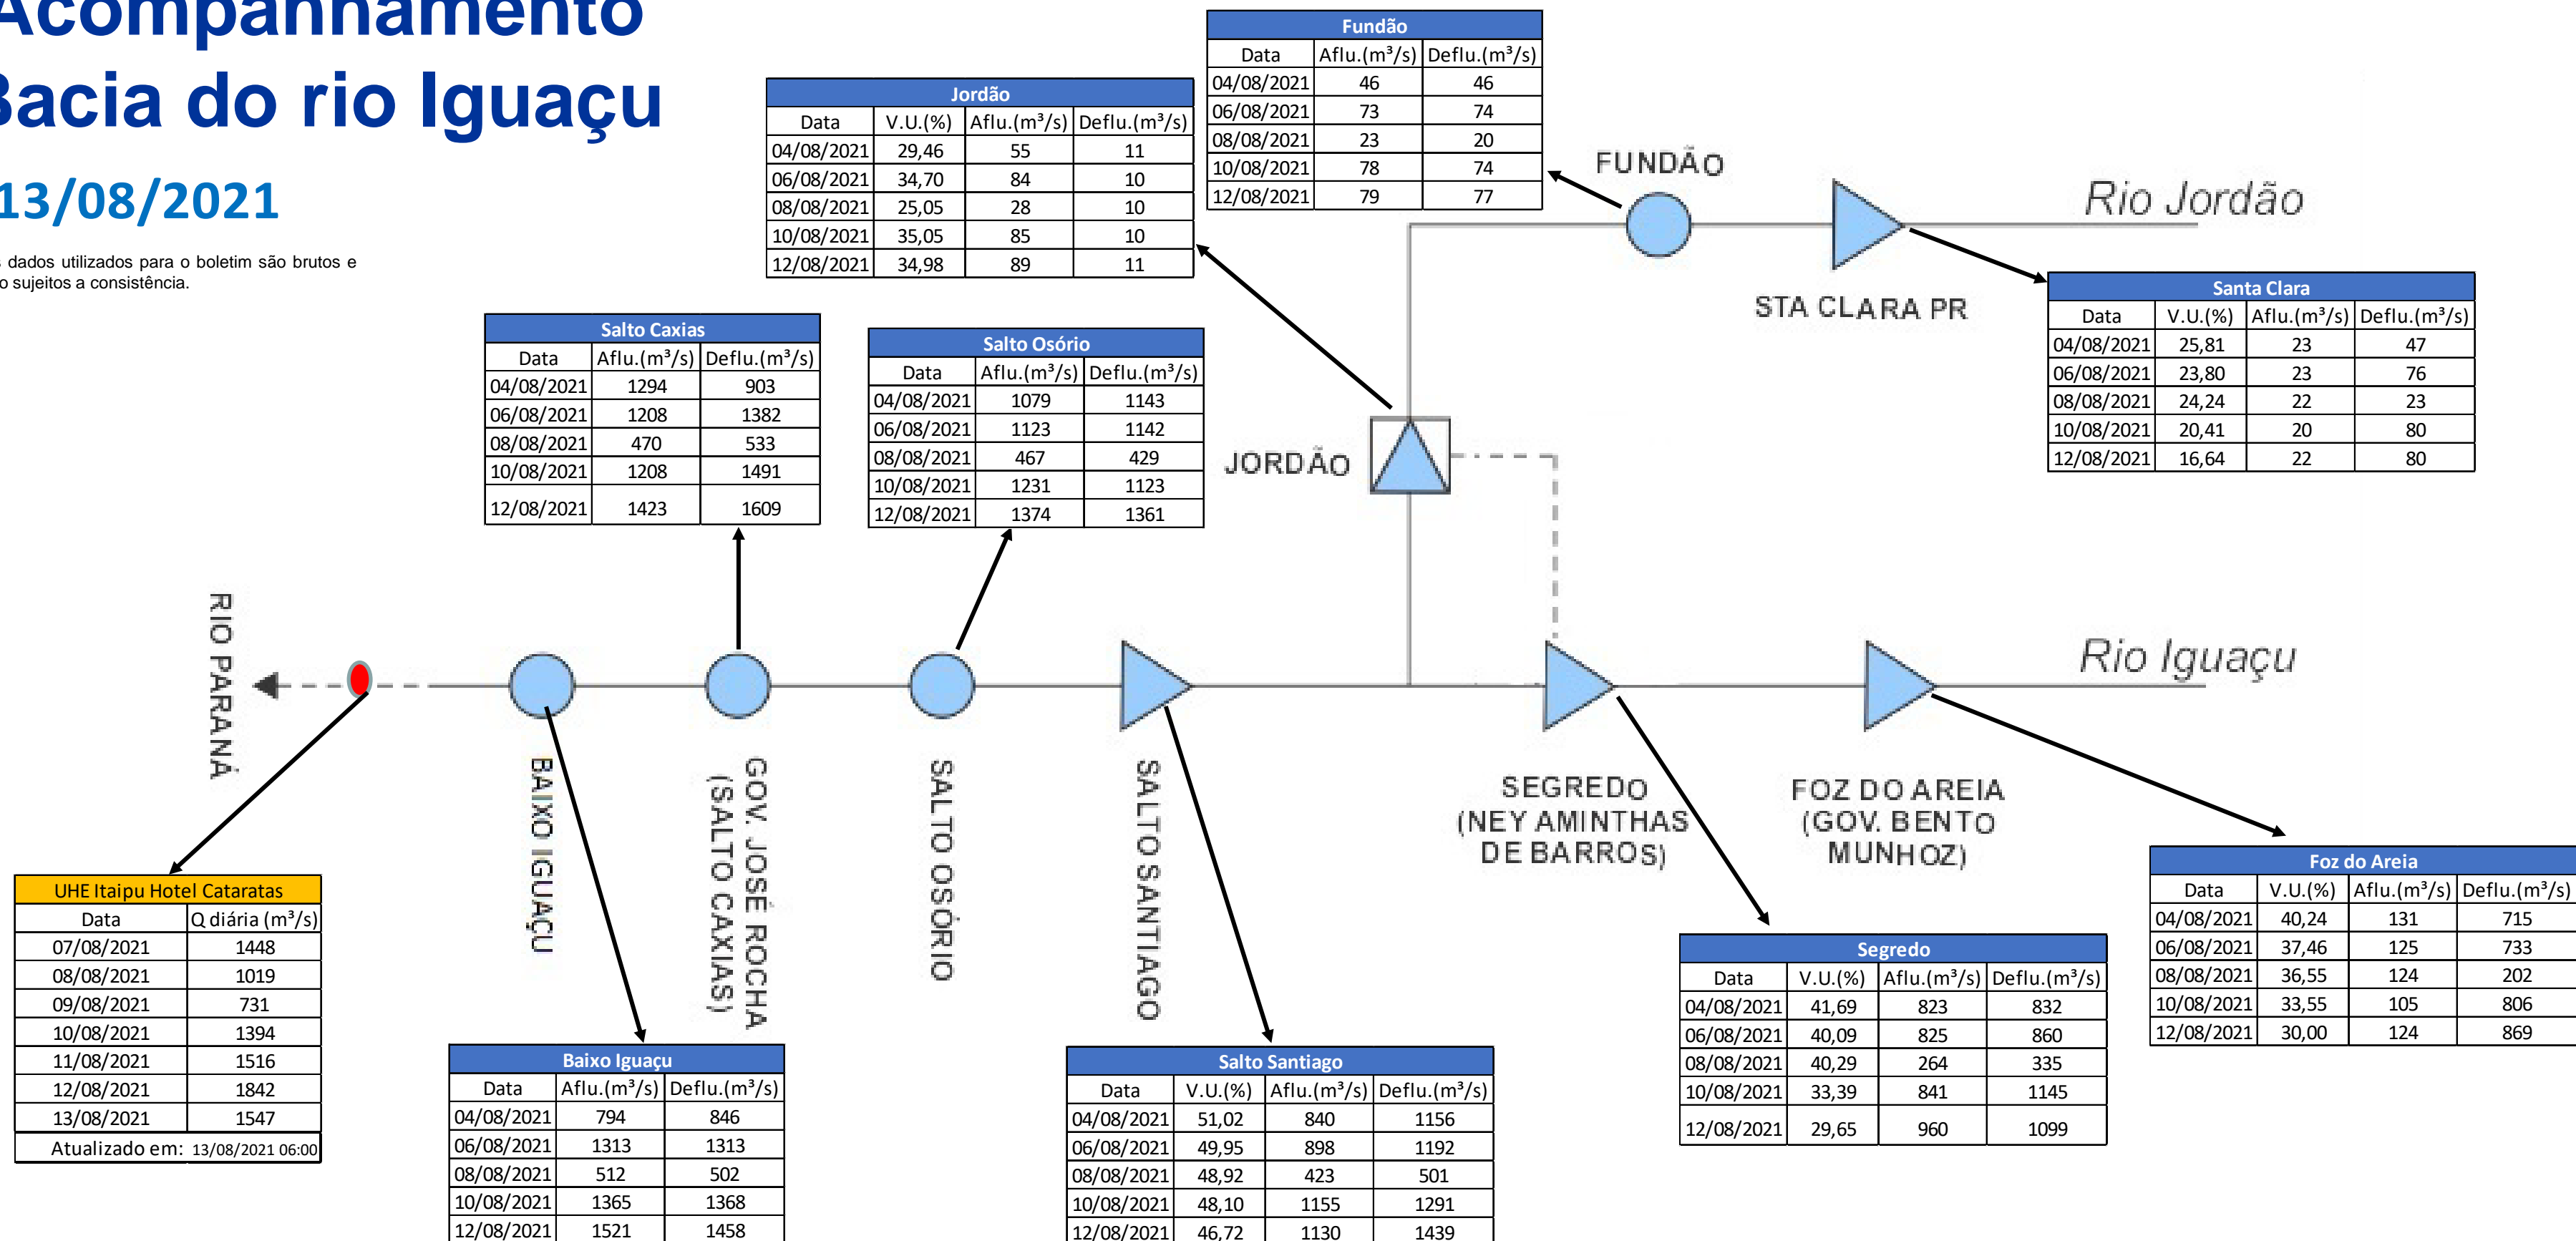 Acompanhamento
Bacia do rio Iguaçu
13/08/2021
dados utilizados para o boletim são brutos e
sujeitos a consistência.
Fundão
Data Aflu.(m³/s) Deflu.(m³/s)
04/08/2021 46 46
06/08/2021 73 74
08/08/2021 23 20
10/08/2021 78 74
12/08/2021 79 77
Jordão
Data V.U.(%) Aflu.(m³/s) Deflu.(m³/s)
04/08/2021 29,46 55 11
06/08/2021 34,70 84 10
08/08/2021 25,05 28 10
10/08/2021 35,05 85 10
12/08/2021 34,98 89 11
FUNDÃO
Rio Jordão
STA CLARA PR
Santa Clara
Data V.U.(%) Aflu.(m³/s) Deflu.(m³/s)
04/08/2021 25,81 23 47
06/08/2021 23,80 23 76
08/08/2021 24,24 22 23
10/08/2021 20,41 20 80
12/08/2021 16,64 22 80
Salto Caxias
Data Aflu.(m³/s) Deflu.(m³/s)
04/08/2021 1294 903
06/08/2021 1208 1382
08/08/2021 470 533
10/08/2021 1208 1491
12/08/2021 1423 1609
Salto Osório
Data Aflu.(m³/s) Deflu.(m³/s)
04/08/2021 1079 1143
06/08/2021 1123 1142
08/08/2021 467 429
10/08/2021 1231 1123
12/08/2021 1374 1361
JORDÃO
RIO PARANÁ
Rio Iguaçu
BAIXO IGUAÇU
GOV. JOSÉ ROCHA
(SALTO CAXIAS)
SALTO OSÓRIO
SALTO SANTIAGO
SEGREDO
(NEY AMINTHAS
DE BARROS)
FOZ DO AREIA
(GOV. BENTO
MUNHOZ)
UHE Itaipu Hotel Cataratas
Data Q diária (m³/s)
07/08/2021 1448
08/08/2021 1019
09/08/2021 731
10/08/2021 1394
11/08/2021 1516
12/08/2021 1842
13/08/2021 1547
Atualizado em: 13/08/2021 06:00
Baixo Iguaçu
Data Aflu.(m³/s) Deflu.(m³/s)
04/08/2021 794 846
06/08/2021 1313 1313
08/08/2021 512 502
10/08/2021 1365 1368
12/08/2021 1521 1458
Salto Santiago
Data V.U.(%) Aflu.(m³/s) Deflu.(m³/s)
04/08/2021 51,02 840 1156
06/08/2021 49,95 898 1192
08/08/2021 48,92 423 501
10/08/2021 48,10 1155 1291
12/08/2021 46,72 1130 1439
Segredo
Data V.U.(%) Aflu.(m³/s) Deflu.(m³/s)
04/08/2021 41,69 823 832
06/08/2021 40,09 825 860
08/08/2021 40,29 264 335
10/08/2021 33,39 841 1145
12/08/2021 29,65 960 1099
Foz do Areia
Data V.U.(%) Aflu.(m³/s) Deflu.(m³/s)
04/08/2021 40,24 131 715
06/08/2021 37,46 125 733
08/08/2021 36,55 124 202
10/08/2021 33,55 105 806
12/08/2021 30,00 124 869